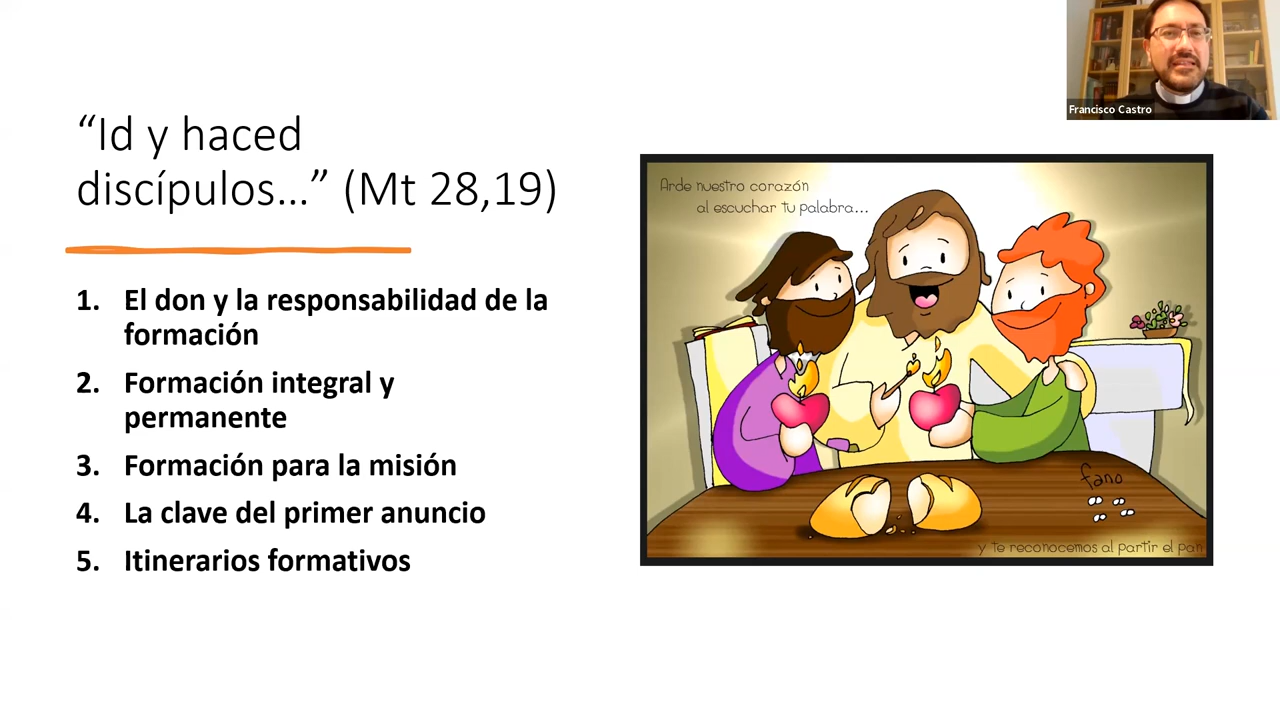 “Id y haced
discípulos…” (Mt 28,19)
1. El don y la responsabilidad de la
formación
2. Formación integral y
permanente
3. Formación para la misión
4. La clave del primer anuncio
5. Itinerarios formativos
Francisco Castro
Arde nuestro corazón
al escuchar tu palabra...
fano
y te reconocemos al partir el pan